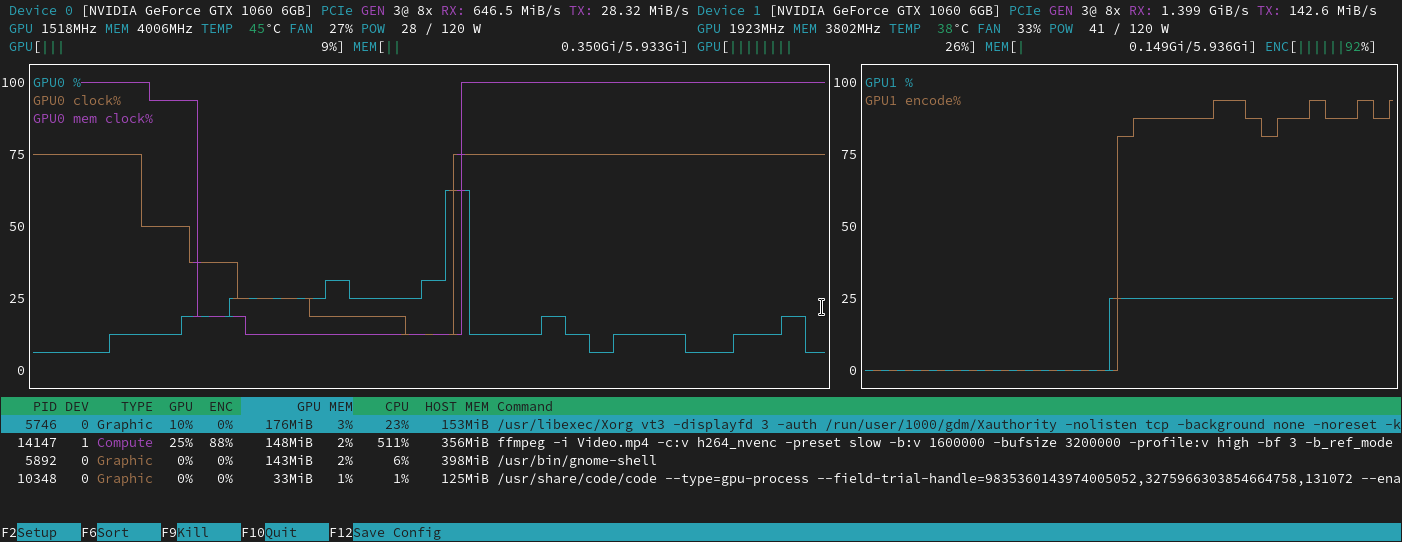 Device 0 [NVIDIA GeForce GTX 1060 6GB] PCIe GEN 3@ 8x RX: 646.5 MiB/s TX: 28.32 MiB/s Device 1 [NVIDIA GeForce GTX 1060 6GB] PCIe GEN 3@ 8x RX: 1.399 GiB/s TX: 142.6 MiB/s
GPU 1518MHz MEM 4006MHz TEMP 45°C FAN 27% POW 28 / 120 W GPU 1923MHz MEM 3802MHz TEMP 38°C FAN 33% POW 41 / 120 W
GPU[||| 9%] MEM[|| 0.350Gi/5.933Gi] GPU[|||||||| 26%] MEM[| 0.149Gi/5.936Gi] ENC[||||||92%]
100 GPU0 % 100 GPU1 %
GPU0 clock% GPU1 encode%
GPU0 mem clock%
75 75
50 50
25 25
0 0
PID DEV TYPE GPU ENC GPU MEM CPU HOST MEM Command
5746 0 Graphic 10% 0% 176MiB 3% 23% 153MiB /usr/libexec/Xorg vt3 -displayfd 3 -auth /run/user/1000/gdm/Xauthority -nolisten tcp -background none -noreset -k
14147 1 Compute 25% 88% 148MiB 2% 511% 356MiB ffmpeg -i Video.mp4 -c:v h264_nvenc -preset slow -b:v 1600000 -bufsize 3200000 -profile:v high -bf 3 -b_ref_mode
5892 0 Graphic 0% 0% 143MiB 2% 6% 398MiB /usr/bin/gnome-shell
10348 0 Graphic 0% 0% 33MiB 1% 1% 125MiB /usr/share/code/code --type=gpu-process --field-trial-handle=9835360143974005052,3275966303854664758,131072 --ena
F2Setup F6Sort F9Kill F10Quit F12Save Config